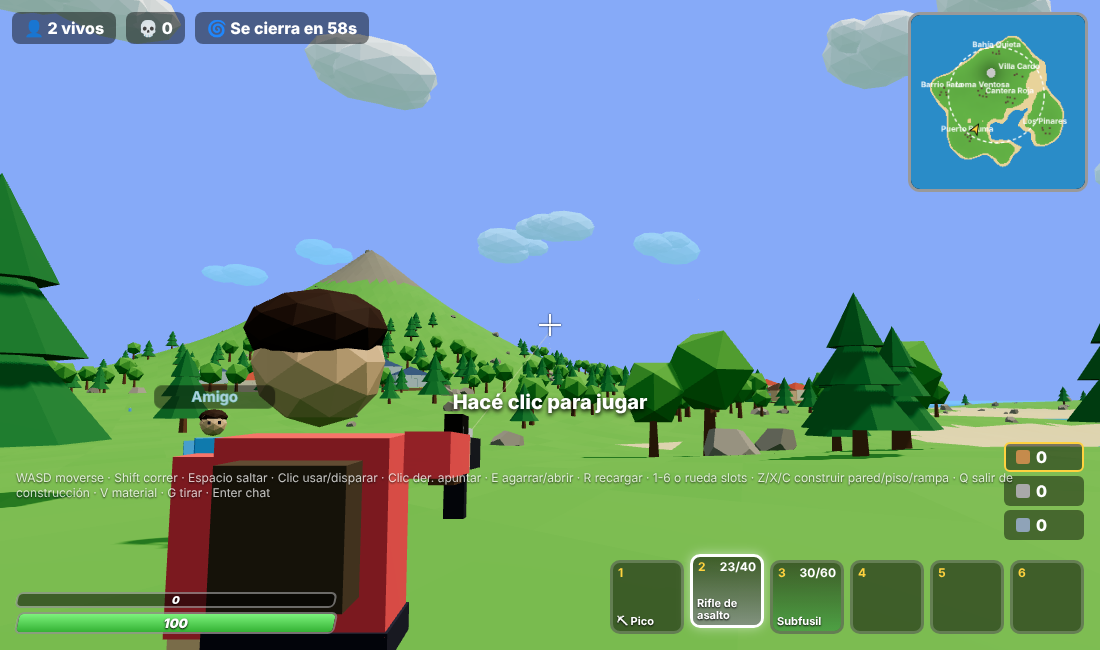 2 vivos
0
Se cierra en 58s
Bahía Quieta
Villa Cardo
Loma Ventosa
Cantera Roja
Los Pinares
Amigo
Hacé clic para jugar
WASD moverse · Shift correr · Espacio saltar · Clic usar/disparar · Clic der. apuntar · E agarrar/abrir · R recargar · 1-6 o rueda slots · Z/X/C construir pared/piso/rampa · Q salir de
construcción · V material · G tirar · Enter chat
0
0
0
0
100
1
Pico
2 23/40
Rifle de
asalto
3 30/60
Subfusil
4
5
6